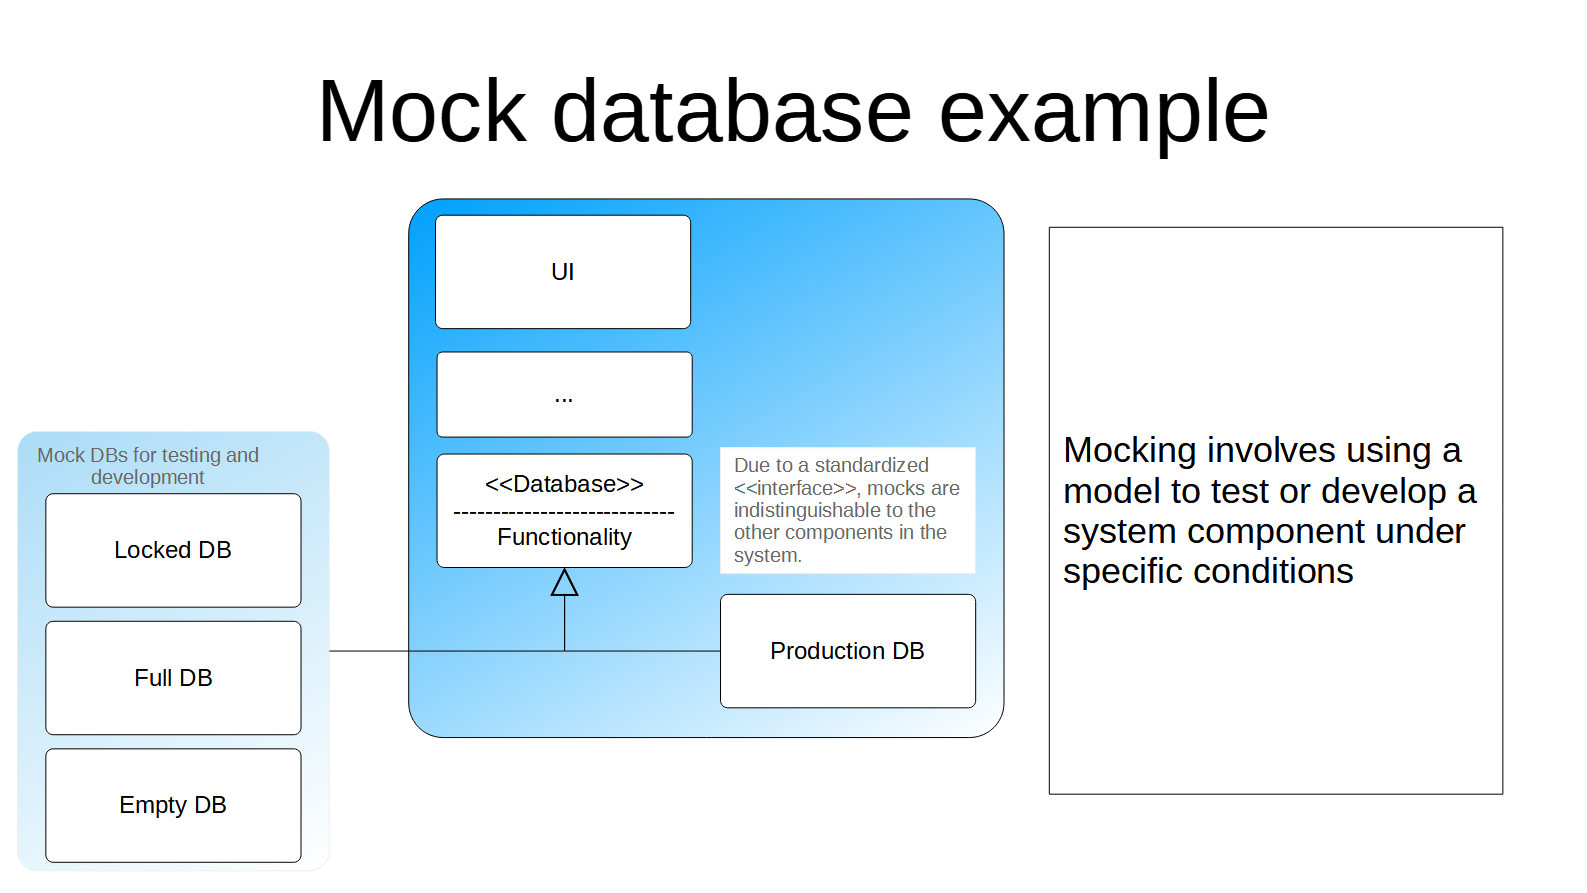 Mock database example
UI
...
<<Database>>
----------------------------
Functionality
Due to a standardized
<<interface>>, mocks are
indistinguishable to the
other components in the
system.
Production DB
Mock DBs for testing and
development
Locked DB
Full DB
Empty DB
Mocking involves using a
model to test or develop a
system component under
specific conditions